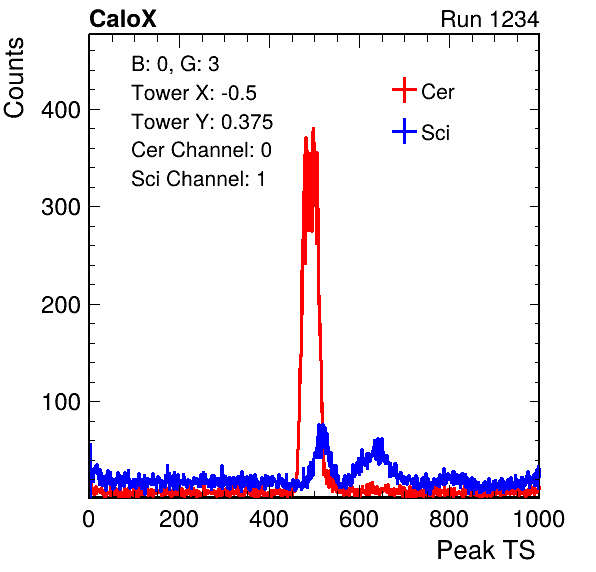 CaloX Run 1234
Counts
B: 0, G: 3
Tower X: -0.5
Tower Y: 0.375
Cer Channel: 0
Sci Channel: 1
Cer
Sci
400
300
200
100
0 200 400 600 800 1000
Peak TS